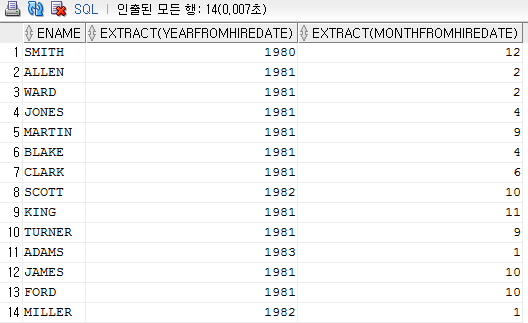 SQL | 인출된 모든 행: 14(0,007초)
ENAME EXTRACT(YEARFROMHIREDATE) EXTRACT(MONTHFROMHIREDATE)
1 SMITH 1980 12
2 ALLEN 1981 2
3 WARD 1981 2
4 JONES 1981 4
5 MARTIN 1981 9
6 BLAKE 1981 4
7 CLARK 1981 6
8 SCOTT 1982 10
9 KING 1981 11
10 TURNER 1981 9
11 ADAMS 1983 1
12 JAMES 1981 10
13 FORD 1981 10
14 MILLER 1982 1